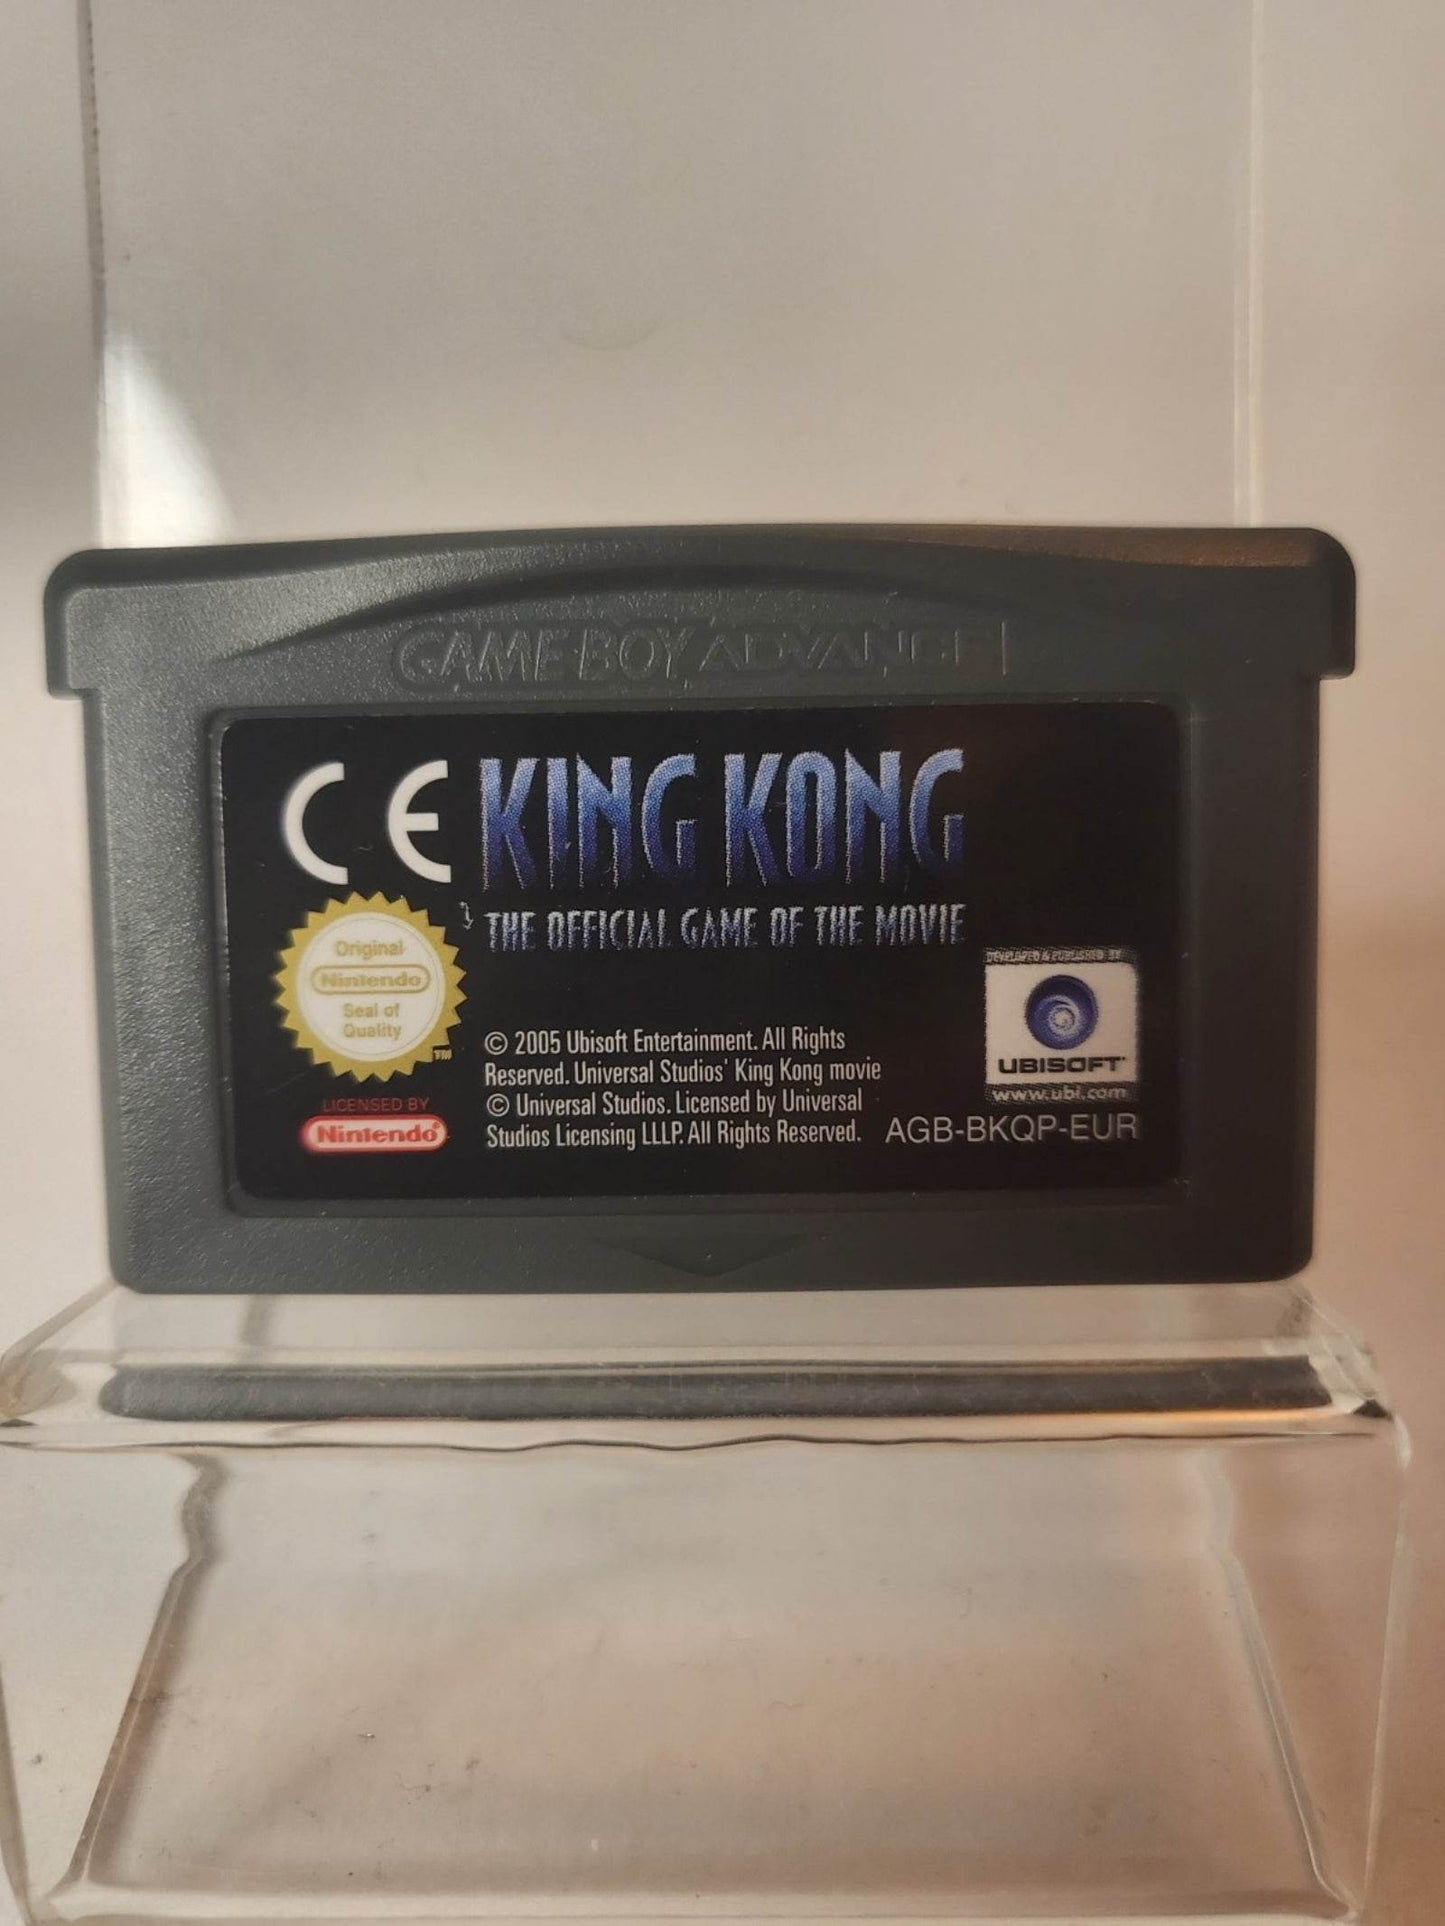 GAME BOY ADVANCE
CE KING KONG
THE OFFICIAL GAME OF THE MOVIE
Original
Nintendo
Seal of
Quality
TM
DEVELOPED & PUBLISHED BY
UBISOFT
www.ubi.com
© 2005 Ubisoft Entertainment. All Rights
Reserved. Universal Studios' King Kong movie
© Universal Studios. Licensed by Universal
Studios Licensing LLLP. All Rights Reserved.
LICENSED BY
Nintendo
AGB-BKQP-EUR